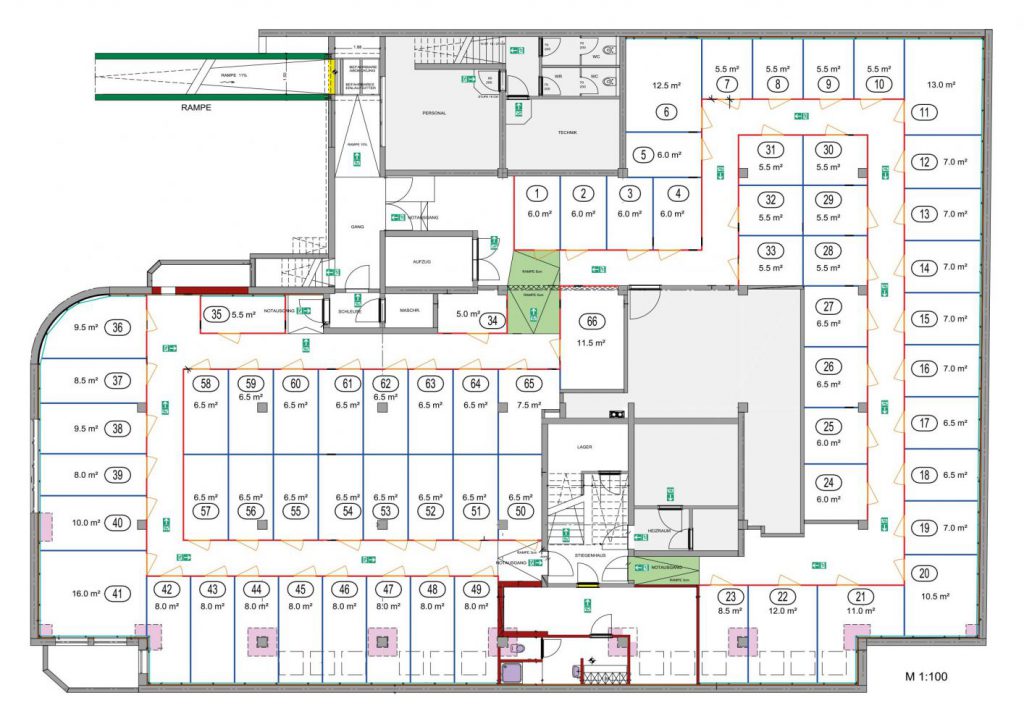 RAMPE 11%
1.50
1.88
RAMPE
BEFAHRBARE
RAMPE 15%
GANG
NOTAUSGANG
AUFZUG
PERSONAL
WR
WC
WC
TECHNIK
5.5 m² 5.5 m² 5.5 m² 5.5 m²
7 8 9 10
12.5 m²
6
13.0 m²
11
5 6.0 m²
12 7.0 m²
13 7.0 m²
14 7.0 m²
15 7.0 m²
16 7.0 m²
17 6.5 m²
18 6.5 m²
19 7.0 m²
20
10.5 m²
1 2 3 4
6.0 m² 6.0 m² 6.0 m² 6.0 m²
31 30
5.5 m² 5.5 m²
32 29
5.5 m² 5.5 m²
33 28
5.5 m² 5.5 m²
27
6.5 m²
26
6.5 m²
25
6.0 m²
24
6.0 m²
RAMPE 6cm
RAMPE 6cm
66
11.5 m²
35 5.5 m²
NOTAUSGANG
SCHLEUSE
MASCHR.
5.0 m²
34
9.5 m² 36
8.5 m² 37
9.5 m² 38
8.0 m² 39
10.0 m² 40
16.0 m² 41
58 59 60 61 62 63 64 65
6.5 m² 6.5 m² 6.5 m² 6.5 m² 6.5 m² 6.5 m² 6.5 m² 7.5 m²
6.5 m² 6.5 m² 6.5 m² 6.5 m² 6.5 m² 6.5 m² 6.5 m² 6.5 m²
57 56 55 54 53 52 51 50
LAGER
STIEGENHAUS
HEIZRAUM
NOTAUSGANG
NOTAUSGANG
42 43 44 45 46 47 48 49
8.0 m² 8.0 m² 8.0 m² 8.0 m² 8.0 m² 8.0 m² 8.0 m² 8.0 m²
23 22 21
8.5 m² 12.0 m² 11.0 m²
M 1:100